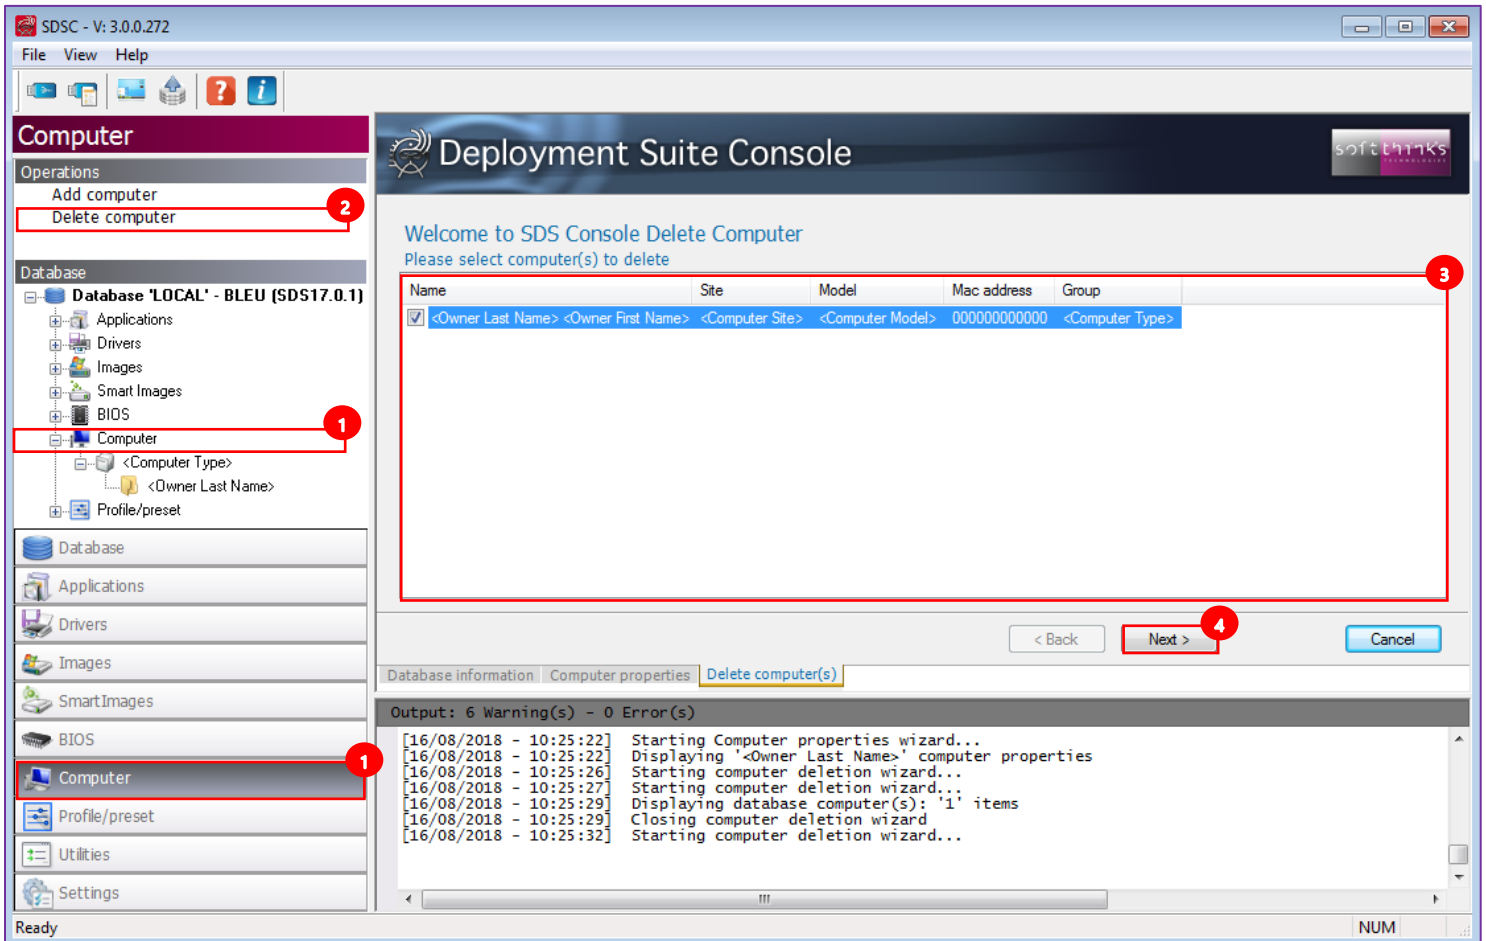 SDSC - V: 3.0.0.272
File View Help
Computer
Operations
Add computer
2
Delete computer
Database
Database 'LOCAL' - BLEU (SDS17.0.1)
Applications
Drivers
Images
Smart Images
BIOS
1
Computer
<Computer Type>
<Owner Last Name>
Profile/preset
Database
Applications
Drivers
Images
SmartImages
BIOS
1
Computer
Profile/preset
Utilities
Settings
Deployment Suite Console
softthinks
TECHNOLOGIES
Welcome to SDS Console Delete Computer
Please select computer(s) to delete
3
Name Site Model Mac address Group
<Owner Last Name> <Owner First Name> <Computer Site> <Computer Model> 000000000000 <Computer Type>
4
< Back Next > Cancel
Database information Computer properties Delete computer(s)
Output: 6 Warning(s) - 0 Error(s)
[16/08/2018 - 10:25:22] Starting Computer properties wizard...
[16/08/2018 - 10:25:22] Displaying '<Owner Last Name>' computer properties
[16/08/2018 - 10:25:26] Starting computer deletion wizard...
[16/08/2018 - 10:25:27] Starting computer deletion wizard...
[16/08/2018 - 10:25:29] Displaying database computer(s): '1' items
[16/08/2018 - 10:25:29] Closing computer deletion wizard
[16/08/2018 - 10:25:32] Starting computer deletion wizard...
Ready NUM